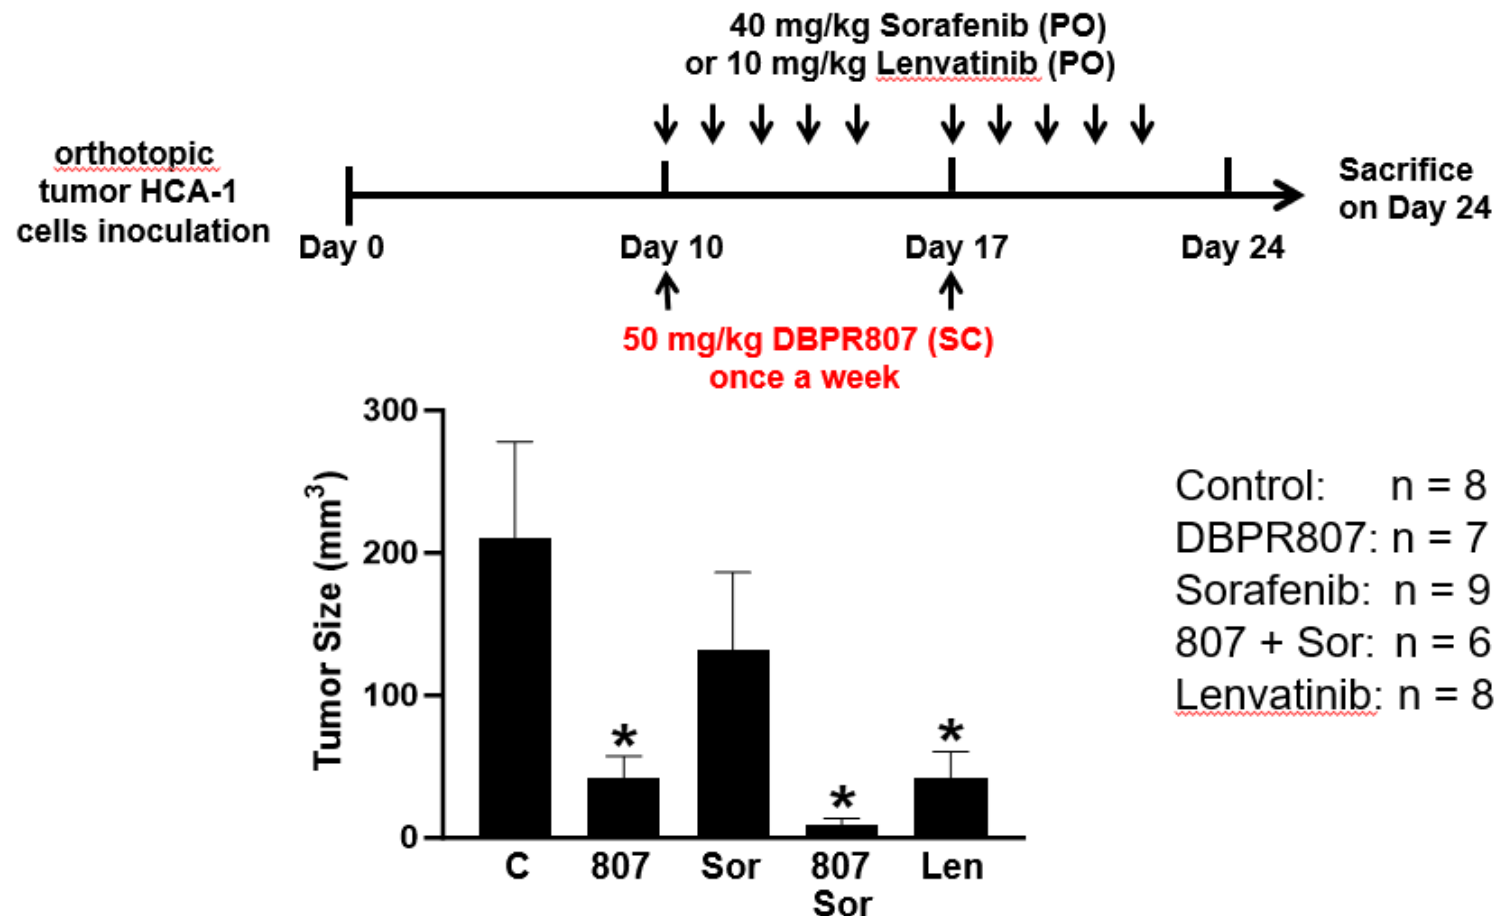 40 mg/kg Sorafenib (PO)
or 10 mg/kg Lenvatinib (PO)
orthotopic
tumor HCA-1
cells inoculation
Sacrifice
on Day 24
Day 0
Day 10
Day 17
Day 24
50 mg/kg DBPR807 (SC)
once a week
Tumor Size (mm³)
300
200
100
0
*
*
*
C
807
Sor
807
Sor
Len
Control: n = 8
DBPR807: n = 7
Sorafenib: n = 9
807 + Sor: n = 6
Lenvatinib: n = 8